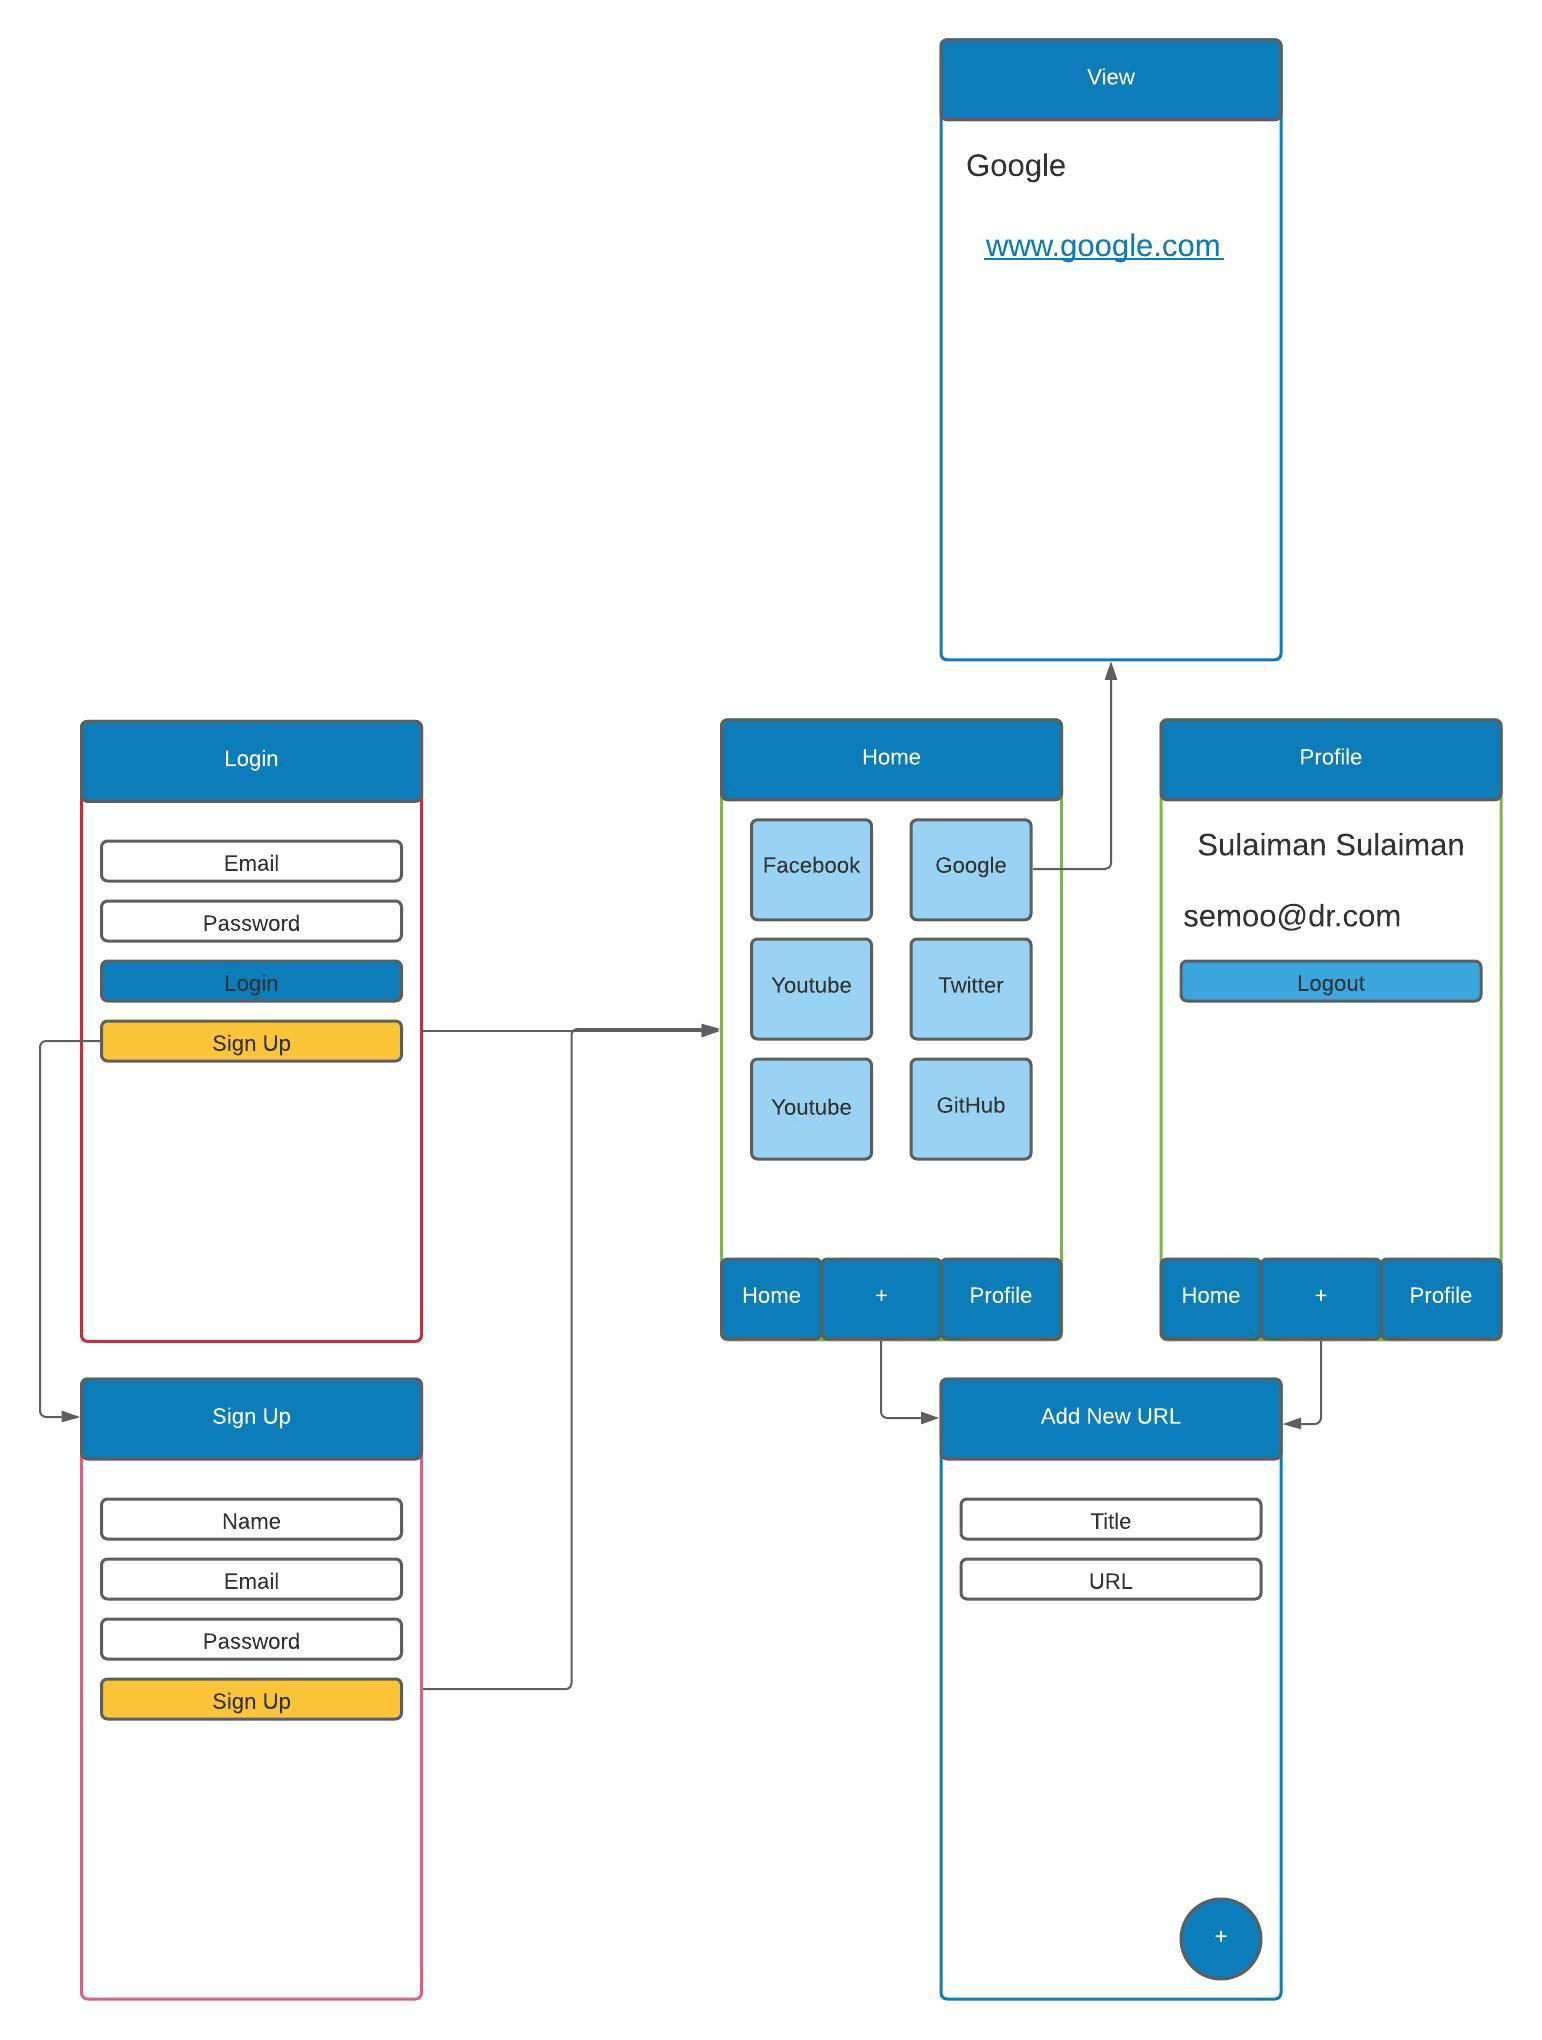 View
Google
www.google.com
Login
Email
Password
Login
Sign Up
Home
Facebook
Google
Youtube
Twitter
Youtube
GitHub
Home
+
Profile
Profile
Sulaiman Sulaiman
semoo@dr.com
Logout
Home
+
Profile
Sign Up
Name
Email
Password
Sign Up
Add New URL
Title
URL
+